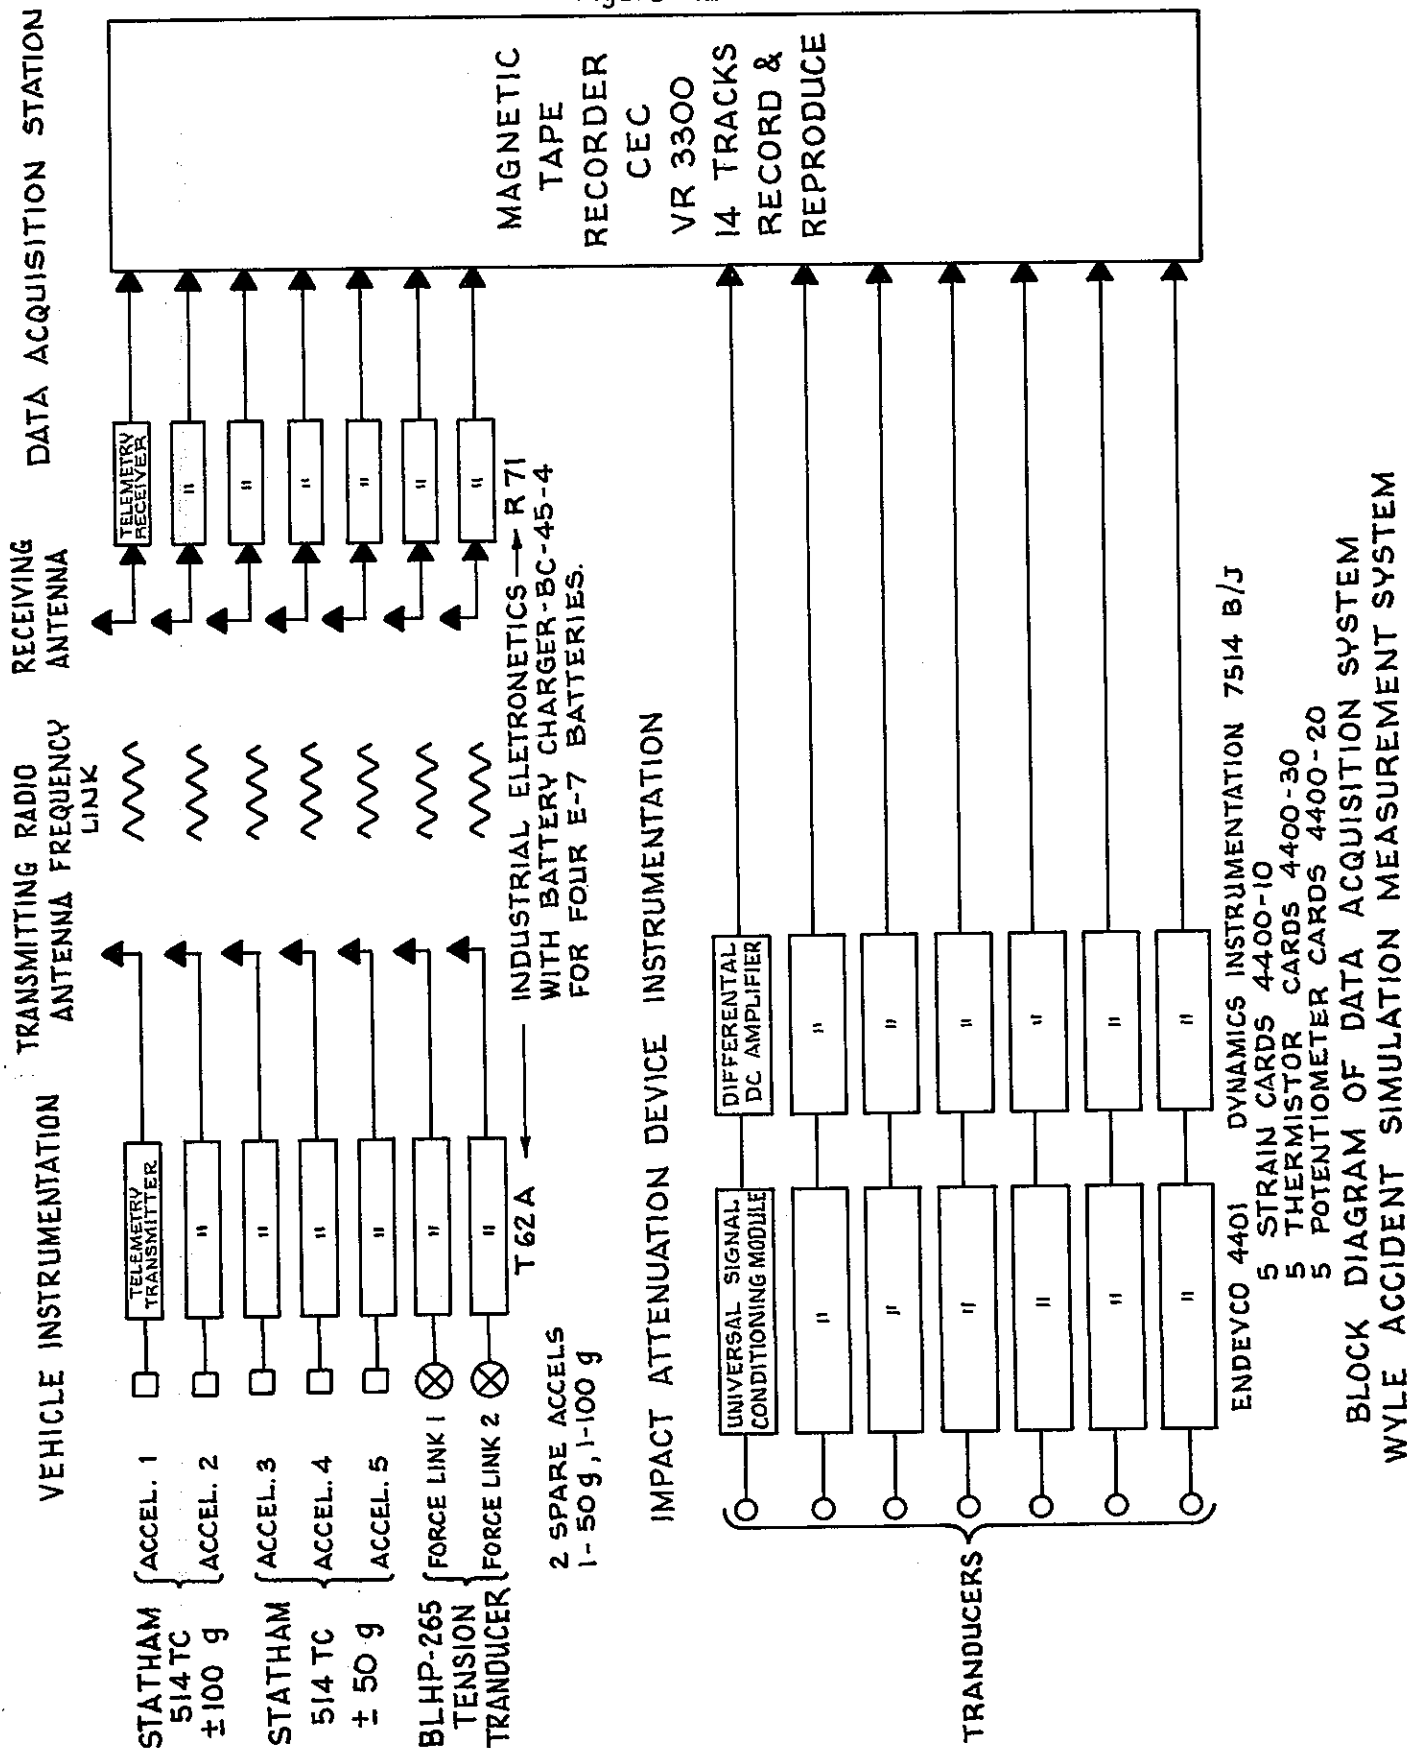 VEHICLE INSTRUMENTATION
TRANSMITTING RADIO
ANTENNA FREQUENCY
LINK
RECEIVING
ANTENNA
DATA ACQUISITION STATION
STATHAM
514 TC
±100 g
ACCEL. 1
ACCEL. 2
TELEMETRY
TRANSMITTER
"
TELEMETRY
RECEIVER
"
STATHAM
514 TC
± 50 g
ACCEL. 3
ACCEL. 4
ACCEL. 5
"
"
"
"
"
"
BLHP-265
TENSION
TRANDUCER
FORCE LINK 1
FORCE LINK 2
"
"
"
"
T 62 A
INDUSTRIAL ELETRONETICS R 71
WITH BATTERY CHARGER-BC-45-4
FOR FOUR E-7 BATTERIES.
2 SPARE ACCELS
1-50 g, 1-100 g
MAGNETIC
TAPE
RECORDER
CEC
VR 3300
14 TRACKS
RECORD &
REPRODUCE
IMPACT ATTENUATION DEVICE INSTRUMENTATION
TRANDUCERS
UNIVERSAL SIGNAL
CONDITIONING MODULE
DIFFERENTAL
DC AMPLIFIER
"
"
"
"
"
"
"
"
"
"
"
"
ENDEVCO 4401
DYNAMICS INSTRUMENTATION 7514 B/J
5 STRAIN CARDS 4400-10
5 THERMISTOR CARDS 4400-30
5 POTENTIOMETER CARDS 4400-20
BLOCK DIAGRAM OF DATA ACQUISITION SYSTEM
WYLE ACCIDENT SIMULATION MEASUREMENT SYSTEM